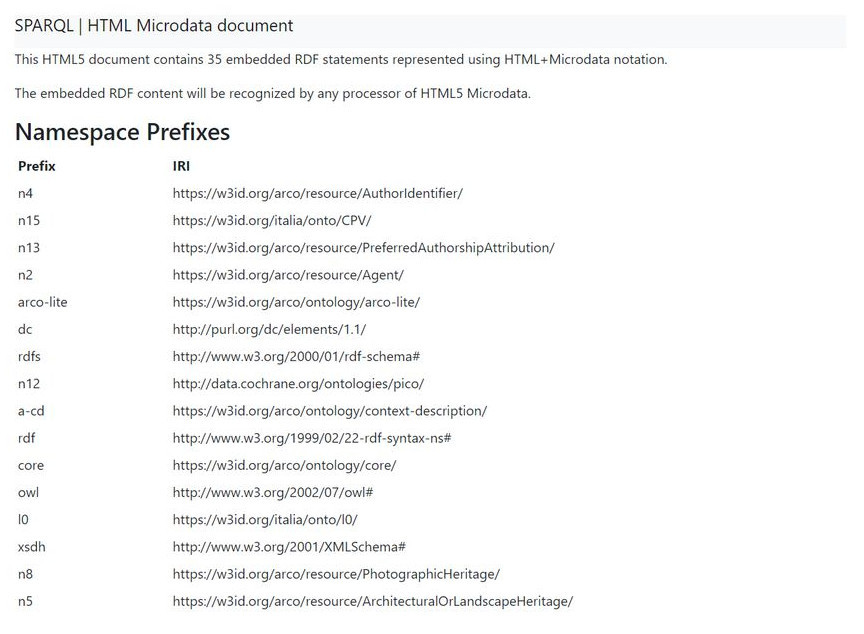 SPARQL | HTML Microdata document
This HTML5 document contains 35 embedded RDF statements represented using HTML+Microdata notation.
The embedded RDF content will be recognized by any processor of HTML5 Microdata.
Namespace Prefixes
Prefix IRI
n4 https://w3id.org/arco/resource/AuthorIdentifier/
n15 https://w3id.org/italia/onto/CPV/
n13 https://w3id.org/arco/resource/PreferredAuthorshipAttribution/
n2 https://w3id.org/arco/resource/Agent/
arco-lite https://w3id.org/arco/ontology/arco-lite/
dc http://purl.org/dc/elements/1.1/
rdfs http://www.w3.org/2000/01/rdf-schema#
n12 http://data.cochrane.org/ontologies/pico/
a-cd https://w3id.org/arco/ontology/context-description/
rdf http://www.w3.org/1999/02/22-rdf-syntax-ns#
core https://w3id.org/arco/ontology/core/
owl http://www.w3.org/2002/07/owl#
l0 https://w3id.org/italia/onto/l0/
xsdh http://www.w3.org/2001/XMLSchema#
n8 https://w3id.org/arco/resource/PhotographicHeritage/
n5 https://w3id.org/arco/resource/ArchitecturalOrLandscapeHeritage/